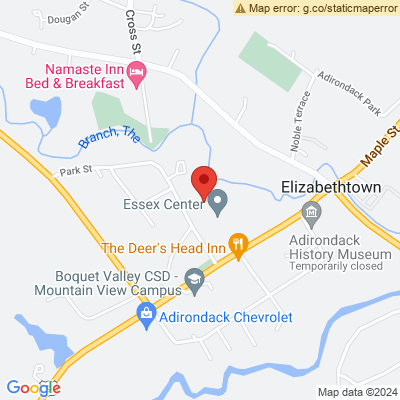 Map error: g.co/staticmaperror
Dougan St
Cross St
Namaste Inn
Bed & Breakfast
Adirondack Park
Noble Terrace
Branch, The
Maple St
Park St
Elizabethtown
Essex Center
The Deer's Head Inn
Adirondack
History Museum
Temporarily closed
Boquet Valley CSD -
Mountain View Campus
Adirondack Chevrolet
Google
Map data ©2024